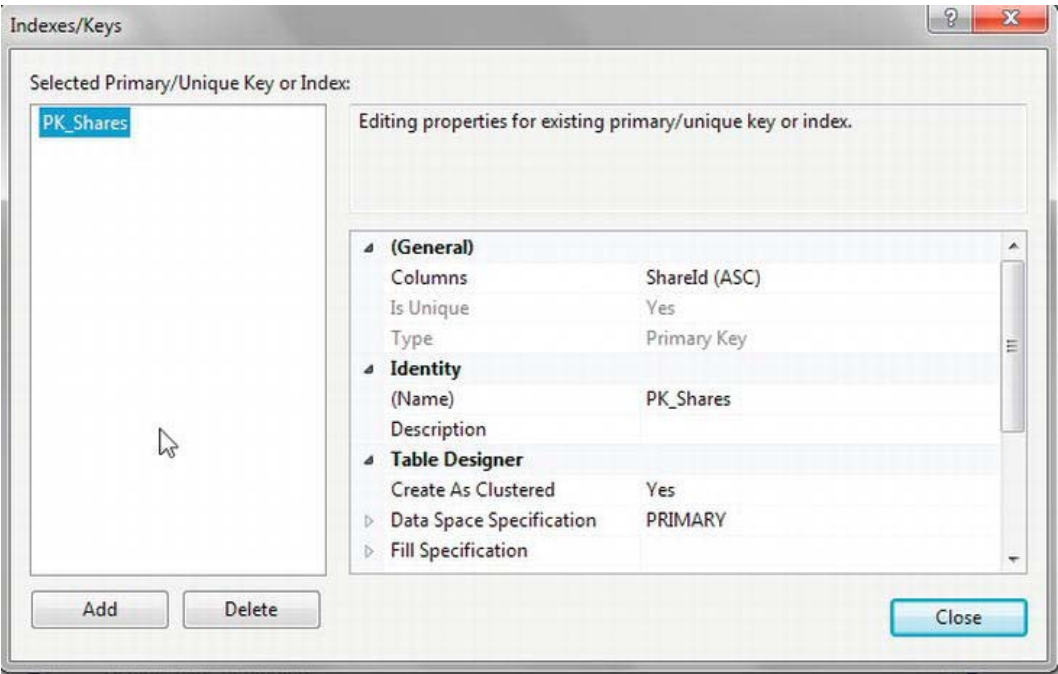 Indexes/Keys
Selected Primary/Unique Key or Index:
PK_Shares
Editing properties for existing primary/unique key or index.
(General)
Columns ShareId (ASC)
Is Unique Yes
Type Primary Key
Identity
(Name) PK_Shares
Description
Table Designer
Create As Clustered Yes
Data Space Specification PRIMARY
Fill Specification
Add Delete
Close